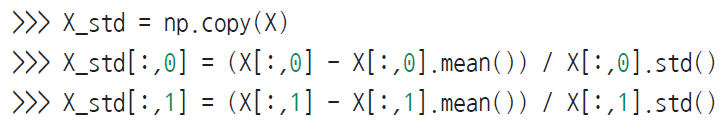 >>> X_std = np.copy(X)
>>> X_std[:,0] = (X[:,0] - X[:,0].mean()) / X[:,0].std()
>>> X_std[:,1] = (X[:,1] - X[:,1].mean()) / X[:,1].std()